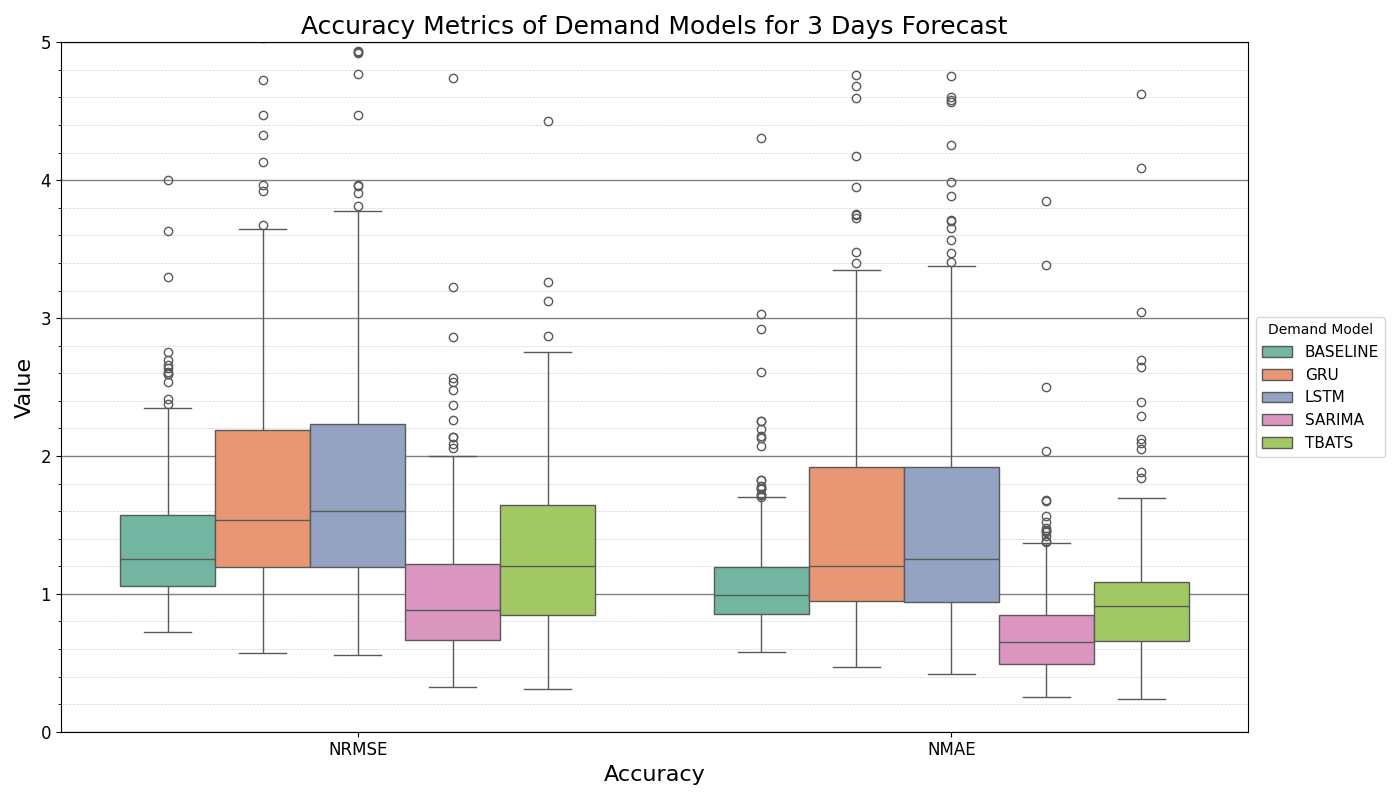 Accuracy Metrics of Demand Models for 3 Days Forecast
5
4
3
2
1
0
Value
NRMSE
NMAE
Accuracy
Demand Model
BASELINE
GRU
LSTM
SARIMA
TBATS